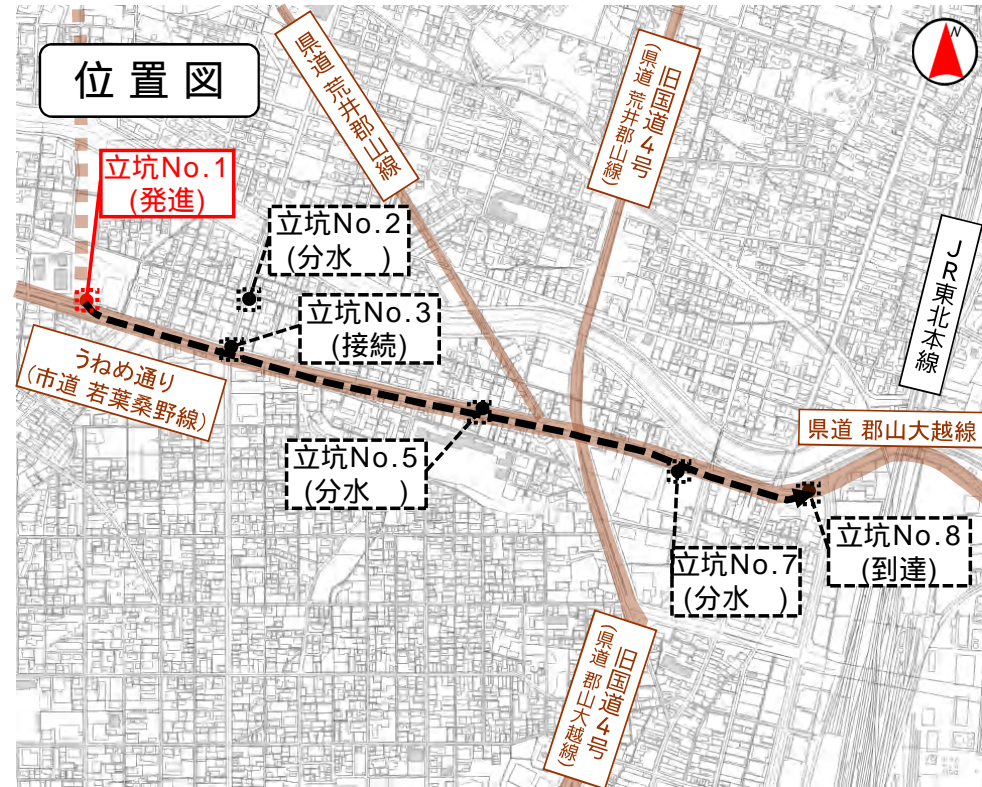 位置図
N
県道 荒井郡山線
旧国道4号
(県道 荒井郡山線)
立坑No.1
(発進)
立坑No.2
(分水　)
立坑No.3
(接続)
JR東北本線
うねめ通り
(市道 若葉桑野線)
県道 郡山大越線
立坑No.5
(分水　)
立坑No.7
(分水　)
立坑No.8
(到達)
旧国道4号
(県道 郡山大越線)